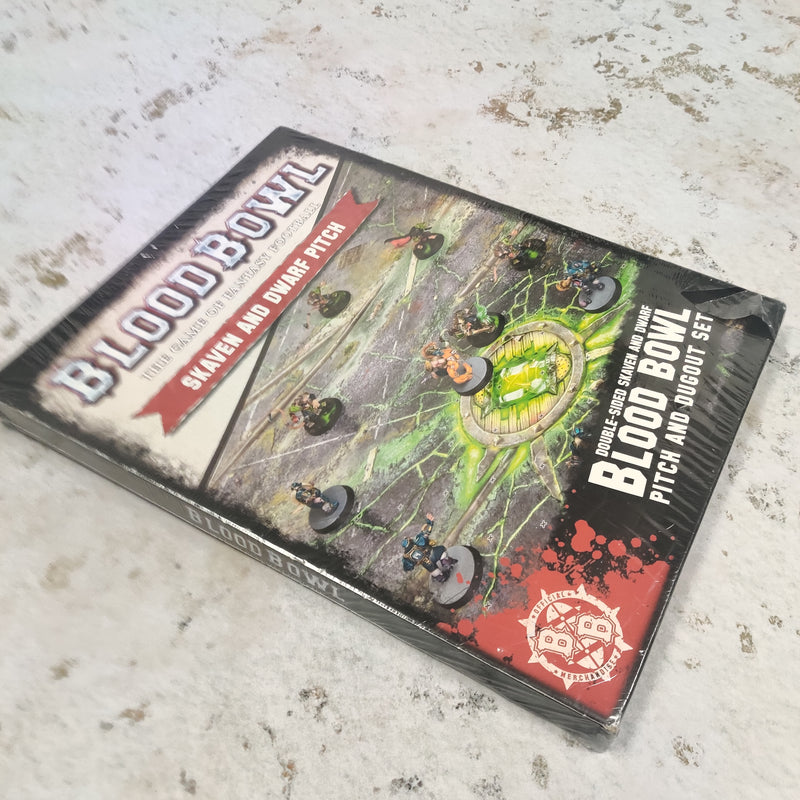 BLOOD BOWL
THE GAME OF FANTASY FOOTBALL
SKAVEN AND DWARF PITCH
DOUBLE-SIDED SKAVEN AND DWARF
BLOOD BOWL
PITCH AND DUGOUT SET
OFFICIAL
BB
MERCHANDISE
BLOOD BOWL